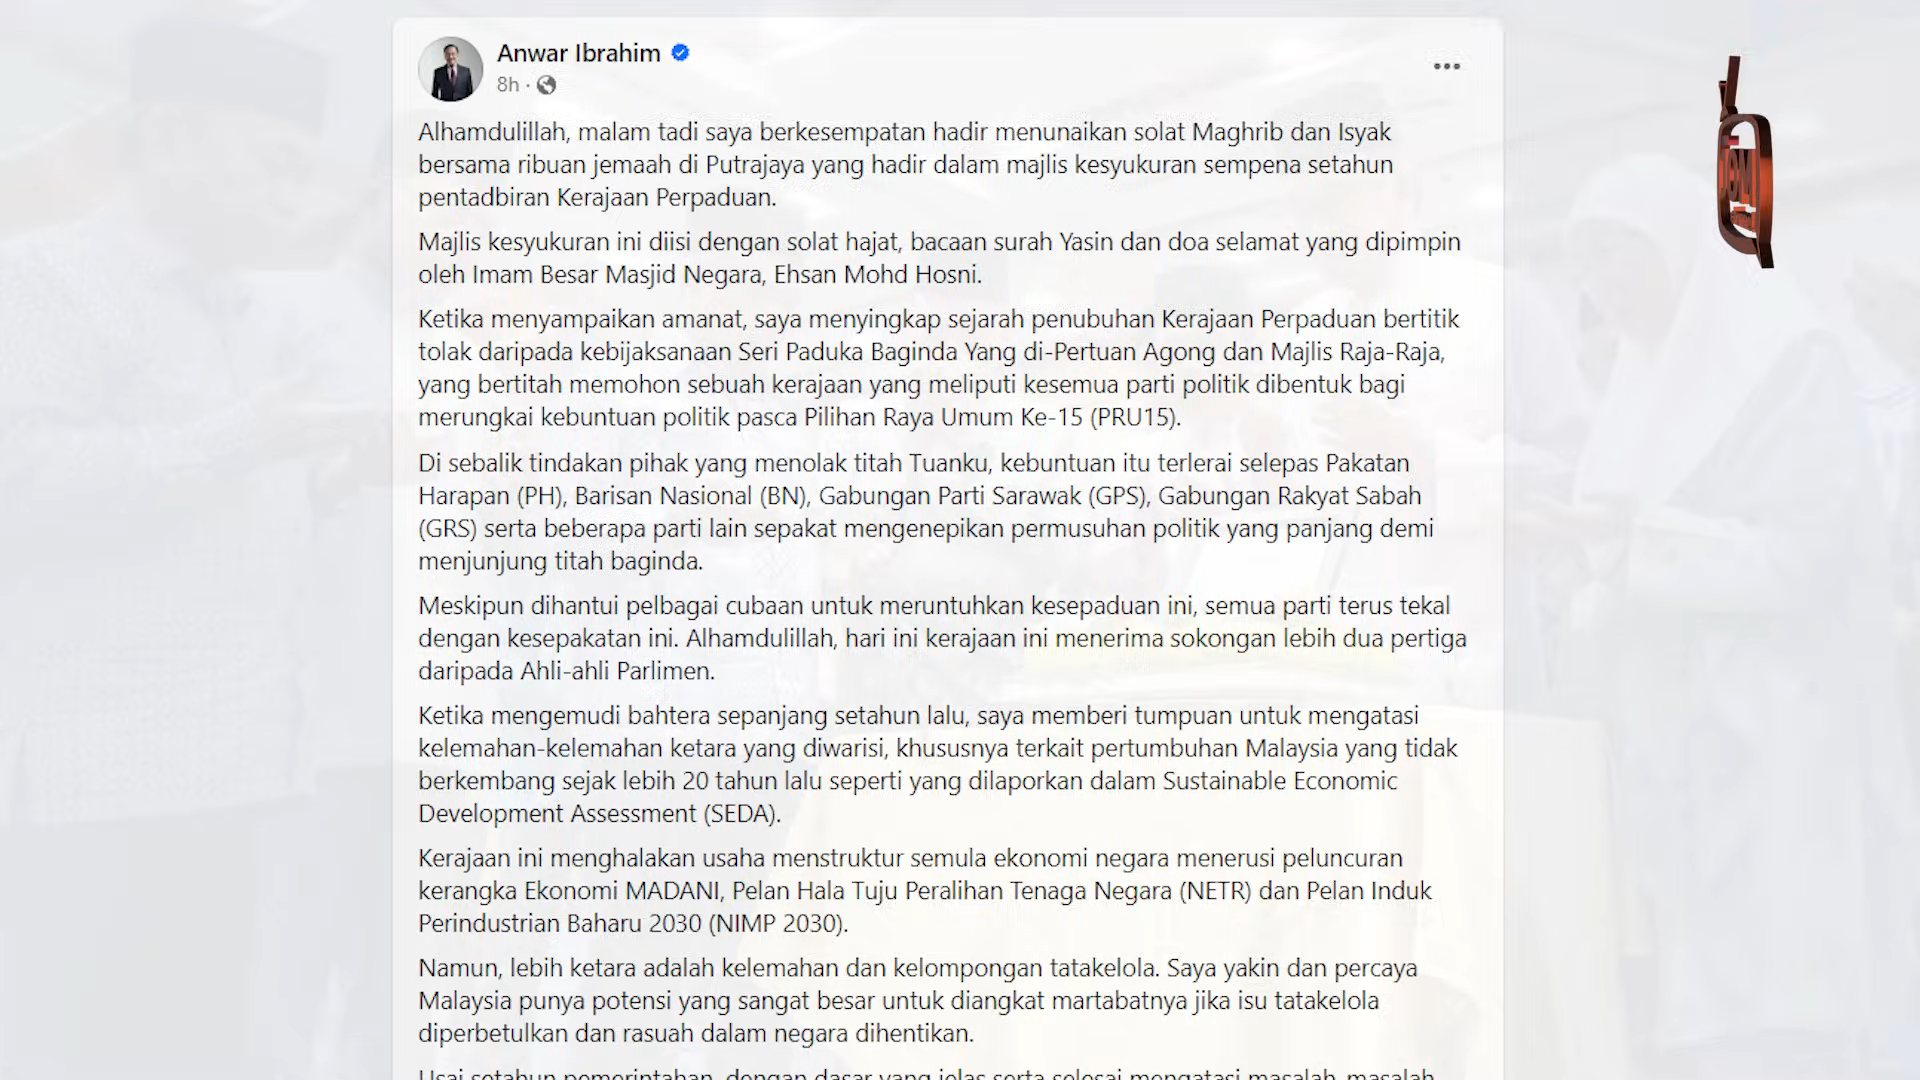 Anwar Ibrahim
8h ·
Alhamdulillah, malam tadi saya berkesempatan hadir menunaikan solat Maghrib dan Isyak
bersama ribuan jemaah di Putrajaya yang hadir dalam majlis kesyukuran sempena setahun
pentadbiran Kerajaan Perpaduan.
Majlis kesyukuran ini diisi dengan solat hajat, bacaan surah Yasin dan doa selamat yang dipimpin
oleh Imam Besar Masjid Negara, Ehsan Mohd Hosni.
Ketika menyampaikan amanat, saya menyingkap sejarah penubuhan Kerajaan Perpaduan bertitik
tolak daripada kebijaksanaan Seri Paduka Baginda Yang di-Pertuan Agong dan Majlis Raja-Raja,
yang bertitah memohon sebuah kerajaan yang meliputi kesemua parti politik dibentuk bagi
merungkai kebuntuan politik pasca Pilihan Raya Umum Ke-15 (PRU15).
Di sebalik tindakan pihak yang menolak titah Tuanku, kebuntuan itu terlerai selepas Pakatan
Harapan (PH), Barisan Nasional (BN), Gabungan Parti Sarawak (GPS), Gabungan Rakyat Sabah
(GRS) serta beberapa parti lain sepakat mengenepikan permusuhan politik yang panjang demi
menjunjung titah baginda.
Meskipun dihantui pelbagai cubaan untuk meruntuhkan kesepaduan ini, semua parti terus tekal
dengan kesepakatan ini. Alhamdulillah, hari ini kerajaan ini menerima sokongan lebih dua pertiga
daripada Ahli-ahli Parlimen.
Ketika mengemudi bahtera sepanjang setahun lalu, saya memberi tumpuan untuk mengatasi
kelemahan-kelemahan ketara yang diwarisi, khususnya terkait pertumbuhan Malaysia yang tidak
berkembang sejak lebih 20 tahun lalu seperti yang dilaporkan dalam Sustainable Economic
Development Assessment (SEDA).
Kerajaan ini menghalakan usaha menstruktur semula ekonomi negara menerusi peluncuran
kerangka Ekonomi MADANI, Pelan Hala Tuju Peralihan Tenaga Negara (NETR) dan Pelan Induk
Perindustrian Baharu 2030 (NIMP 2030).
Namun, lebih ketara adalah kelemahan dan kelompongan tatakelola. Saya yakin dan percaya
Malaysia punya potensi yang sangat besar untuk diangkat martabatnya jika isu tatakelola
diperbetulkan dan rasuah dalam negara dihentikan.
Usai setahun pemerintahan, dengan dasar yang jelas serta selesai mengatasi masalah-masalah